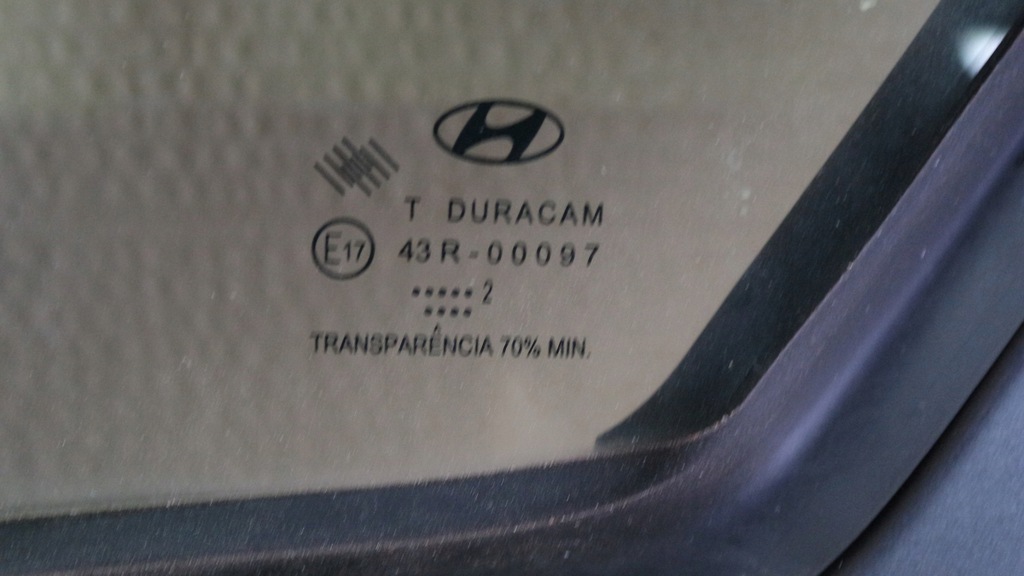 T DURACAM
E17 43R-00097
••••• 2
••••
TRANSPARÊNCIA 70% MIN.